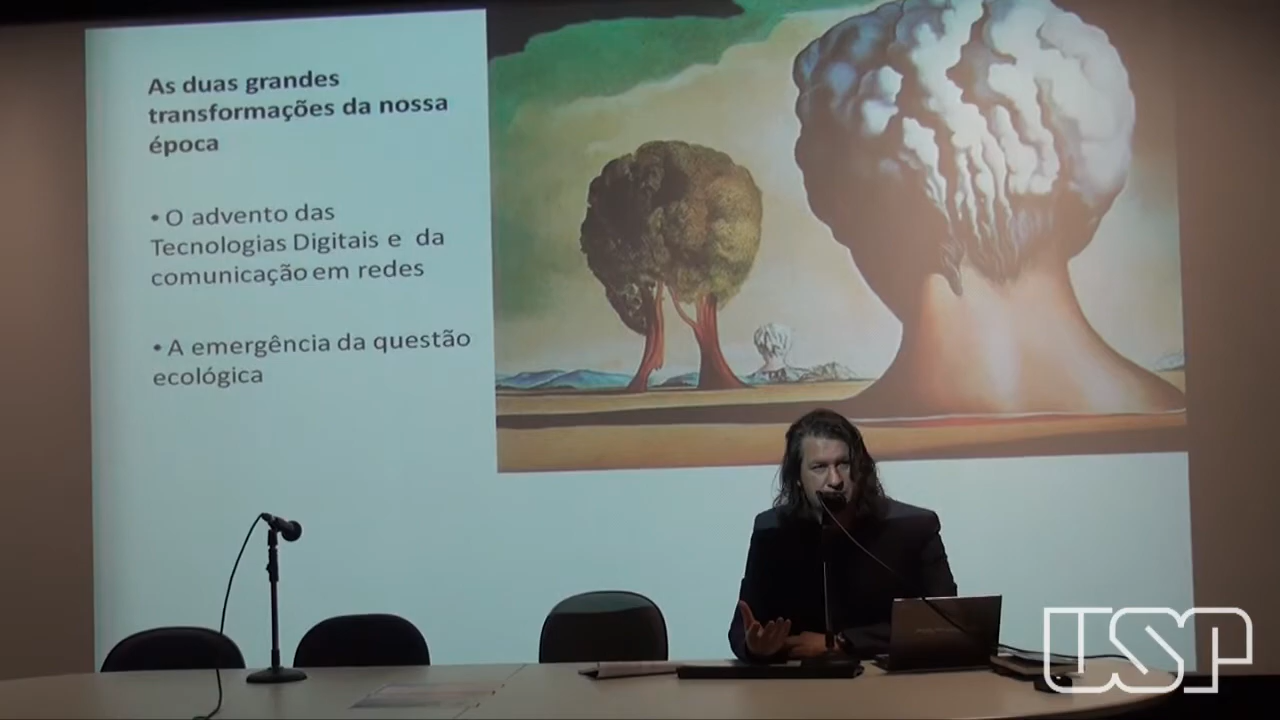 As duas grandes
transformações da nossa
época
• O advento das
Tecnologias Digitais e da
comunicação em redes
• A emergência da questão
ecológica
USP